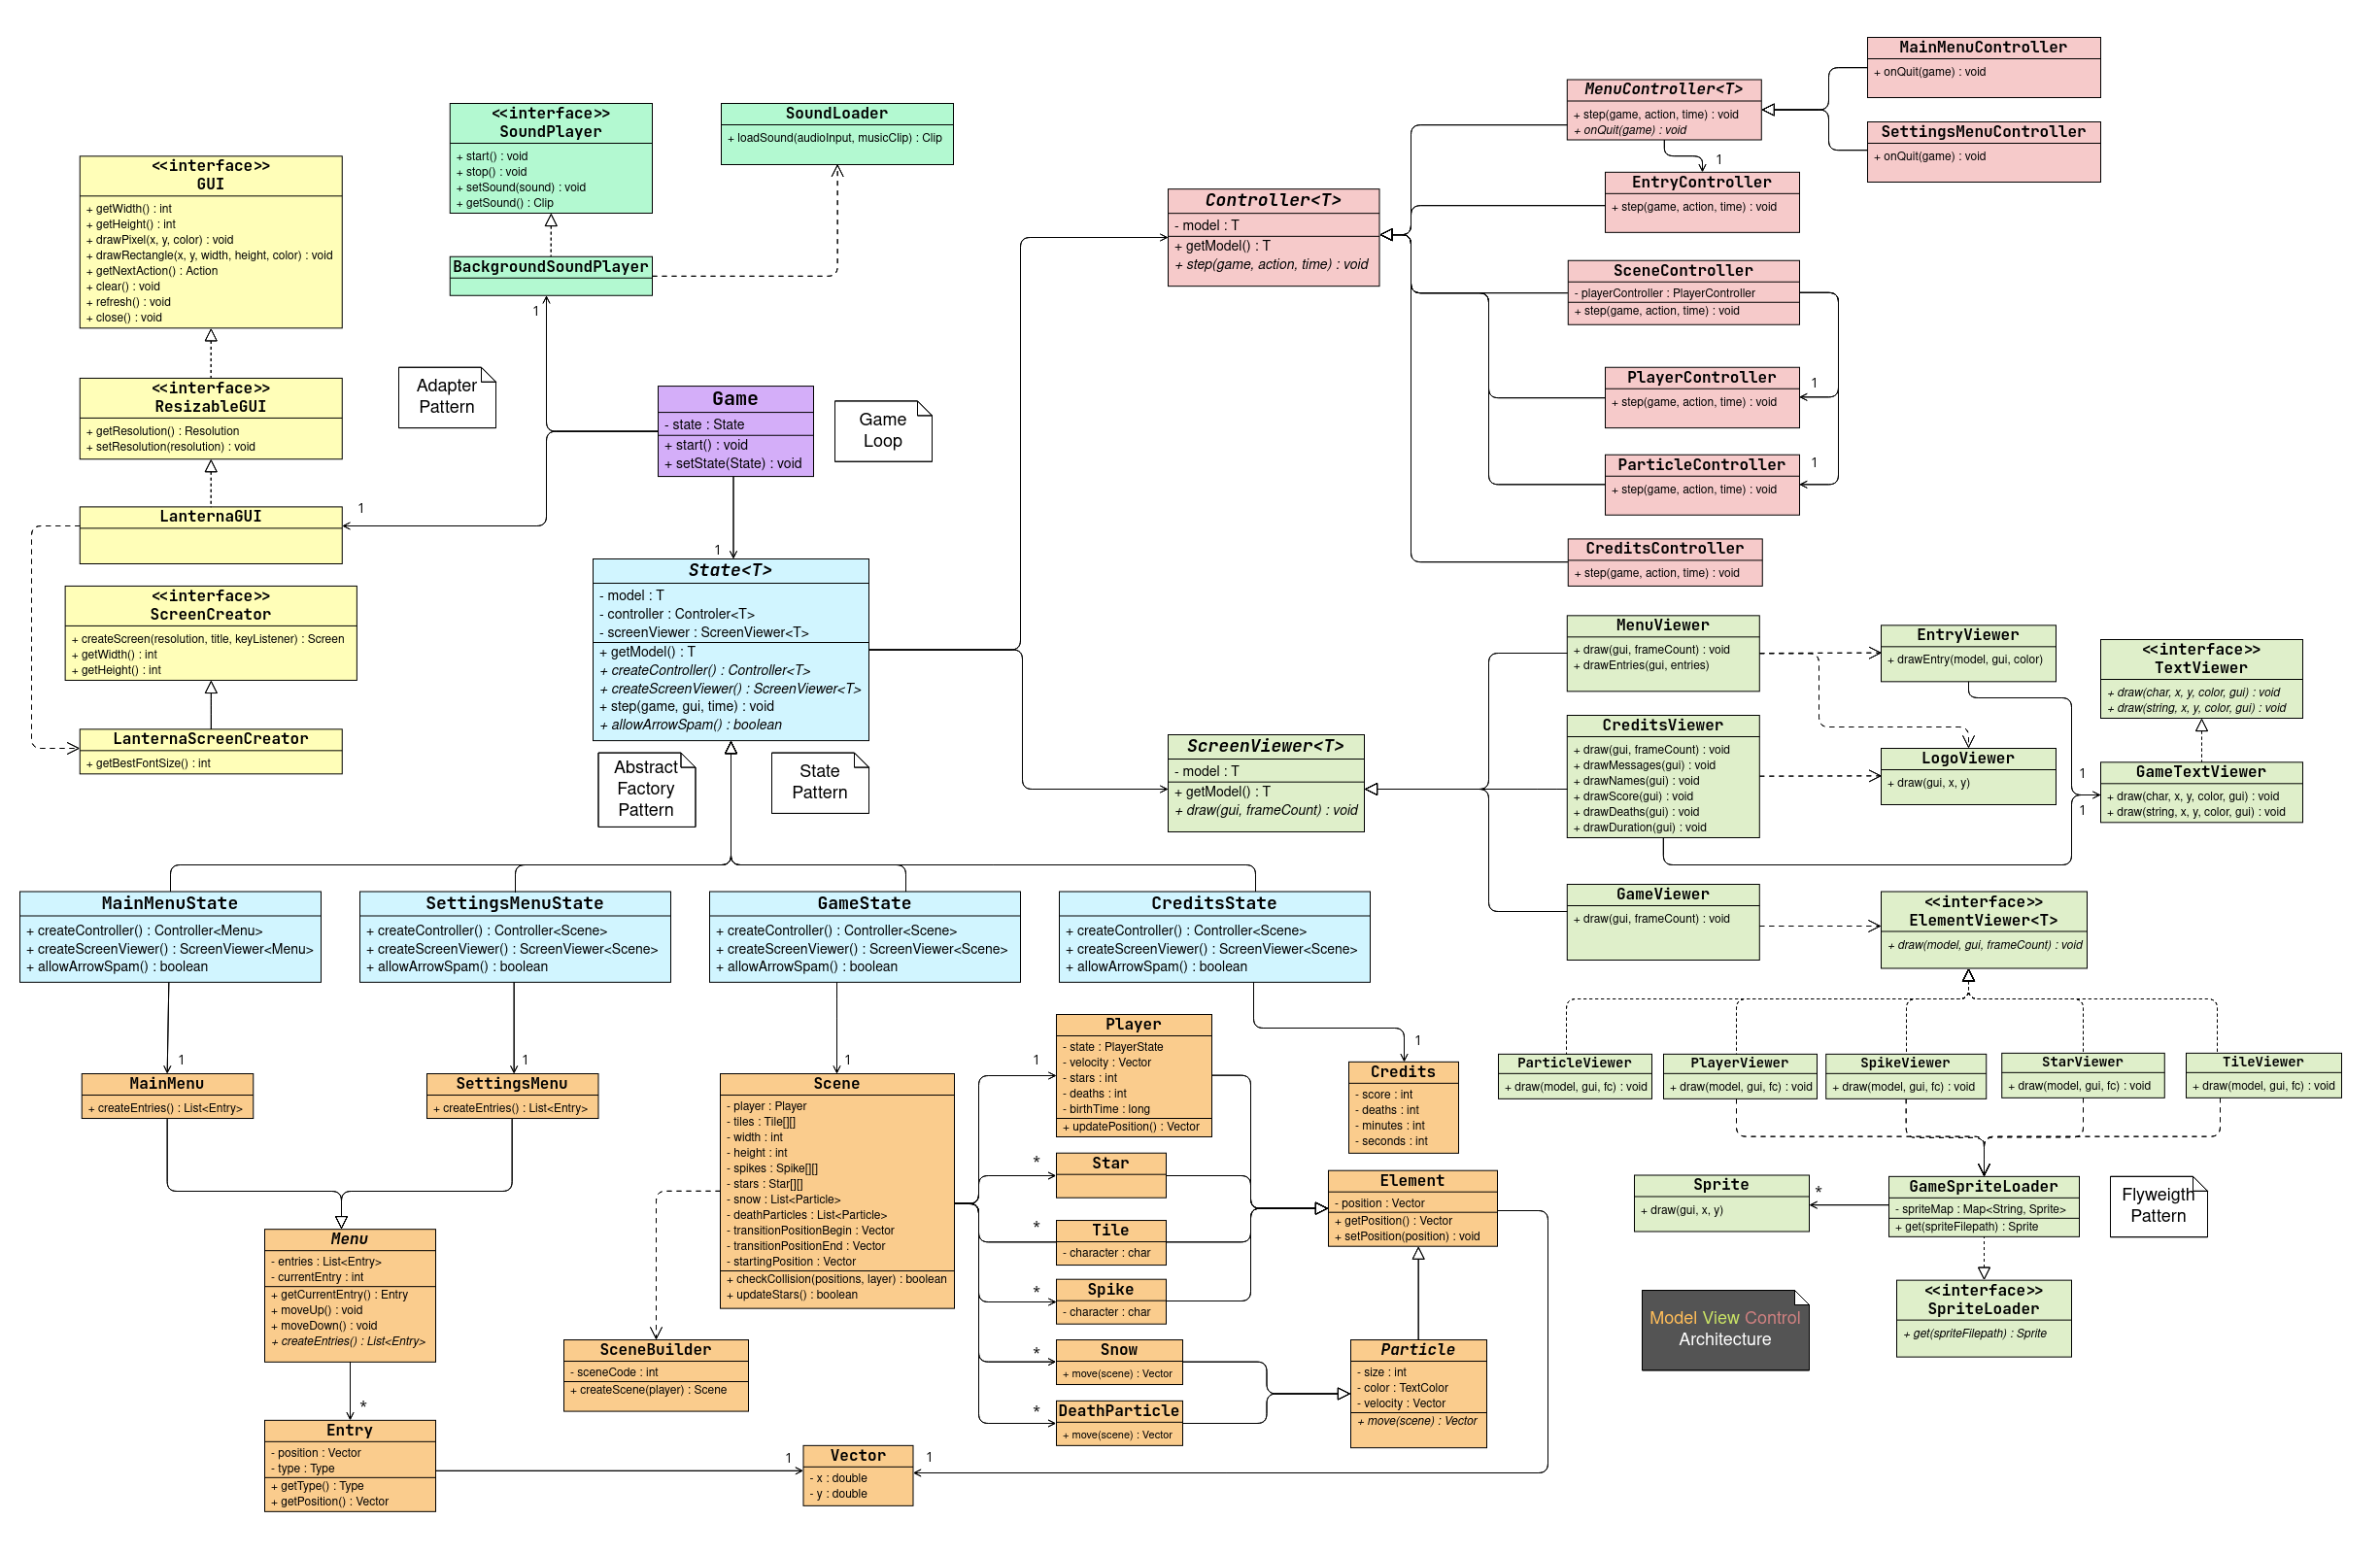 <<interface>>
GUI
+ getWidth() : int
+ getHeight() : int
+ drawPixel(x, y, color) : void
+ drawRectangle(x, y, width, height, color) : void
+ getNextAction() : Action
+ clear() : void
+ refresh() : void
+ close() : void
<<interface>>
ResizableGUI
+ getResolution() : Resolution
+ setResolution(resolution) : void
LanternaGUI
1
<<interface>>
ScreenCreator
+ createScreen(resolution, title, keyListener) : Screen
+ getWidth() : int
+ getHeight() : int
LanternaScreenCreator
+ getBestFontSize() : int
<<interface>>
SoundPlayer
+ start() : void
+ stop() : void
+ setSound(sound) : void
+ getSound() : Clip
BackgroundSoundPlayer
1
SoundLoader
+ loadSound(audioInput, musicClip) : Clip
Adapter
Pattern
Game
- state : State
+ start() : void
+ setState(State) : void
Game
Loop
1
State<T>
- model : T
- controller : Controler<T>
- screenViewer : ScreenViewer<T>
+ getModel() : T
+ createController() : Controller<T>
+ createScreenViewer() : ScreenViewer<T>
+ step(game, gui, time) : void
+ allowArrowSpam() : boolean
Abstract
Factory
Pattern
State
Pattern
Controller<T>
- model : T
+ getModel() : T
+ step(game, action, time) : void
MenuController<T>
+ step(game, action, time) : void
+ onQuit(game) : void
MainMenuController
+ onQuit(game) : void
SettingsMenuController
+ onQuit(game) : void
1
EntryController
+ step(game, action, time) : void
SceneController
- playerController : PlayerController
+ step(game, action, time) : void
PlayerController
+ step(game, action, time) : void
1
ParticleController
+ step(game, action, time) : void
1
CreditsController
+ step(game, action, time) : void
ScreenViewer<T>
- model : T
+ getModel() : T
+ draw(gui, frameCount) : void
MenuViewer
+ draw(gui, frameCount) : void
+ drawEntries(gui, entries)
CreditsViewer
+ draw(gui, frameCount) : void
+ drawMessages(gui) : void
+ drawNames(gui) : void
+ drawScore(gui) : void
+ drawDeaths(gui) : void
+ drawDuration(gui) : void
GameViewer
+ draw(gui, frameCount) : void
EntryViewer
+ drawEntry(model, gui, color)
LogoViewer
+ draw(gui, x, y)
<<interface>>
TextViewer
+ draw(char, x, y, color, gui) : void
+ draw(string, x, y, color, gui) : void
1
1
GameTextViewer
+ draw(char, x, y, color, gui) : void
+ draw(string, x, y, color, gui) : void
<<interface>>
ElementViewer<T>
+ draw(model, gui, frameCount) : void
ParticleViewer
+ draw(model, gui, fc) : void
PlayerViewer
+ draw(model, gui, fc) : void
SpikeViewer
+ draw(model, gui, fc) : void
StarViewer
+ draw(model, gui, fc) : void
TileViewer
+ draw(model, gui, fc) : void
Sprite
+ draw(gui, x, y)
*
GameSpriteLoader
- spriteMap : Map<String, Sprite>
+ get(spriteFilepath) : Sprite
Flyweigth
Pattern
<<interface>>
SpriteLoader
+ get(spriteFilepath) : Sprite
Model View Control
Architecture
MainMenuState
+ createController() : Controller<Menu>
+ createScreenViewer() : ScreenViewer<Menu>
+ allowArrowSpam() : boolean
SettingsMenuState
+ createController() : Controller<Scene>
+ createScreenViewer() : ScreenViewer<Scene>
+ allowArrowSpam() : boolean
GameState
+ createController() : Controller<Scene>
+ createScreenViewer() : ScreenViewer<Scene>
+ allowArrowSpam() : boolean
CreditsState
+ createController() : Controller<Scene>
+ createScreenViewer() : ScreenViewer<Scene>
+ allowArrowSpam() : boolean
1
MainMenu
+ createEntries() : List<Entry>
1
SettingsMenu
+ createEntries() : List<Entry>
Menu
- entries : List<Entry>
- currentEntry : int
+ getCurrentEntry() : Entry
+ moveUp() : void
+ moveDown() : void
+ createEntries() : List<Entry>
*
Entry
- position : Vector
- type : Type
+ getType() : Type
+ getPosition() : Vector
1
Scene
- player : Player
- tiles : Tile[][]
- width : int
- height : int
- spikes : Spike[][]
- stars : Star[][]
- snow : List<Particle>
- deathParticles : List<Particle>
- transitionPositionBegin : Vector
- transitionPositionEnd : Vector
- startingPosition : Vector
+ checkCollision(positions, layer) : boolean
+ updateStars() : boolean
SceneBuilder
- sceneCode : int
+ createScene(player) : Scene
1
Player
- state : PlayerState
- velocity : Vector
- stars : int
- deaths : int
- birthTime : long
+ updatePosition() : Vector
*
Star
*
Tile
- character : char
*
Spike
- character : char
*
Snow
+ move(scene) : Vector
*
DeathParticle
+ move(scene) : Vector
1
Credits
- score : int
- deaths : int
- minutes : int
- seconds : int
Element
- position : Vector
+ getPosition() : Vector
+ setPosition(position) : void
Particle
- size : int
- color : TextColor
- velocity : Vector
+ move(scene) : Vector
1
Vector
- x : double
- y : double
1